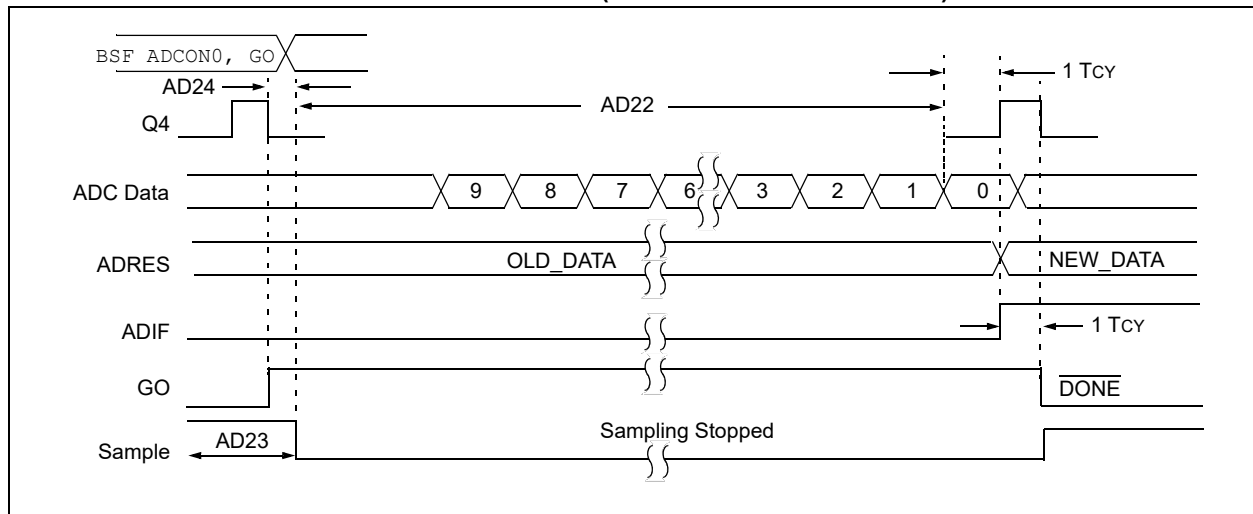 BSF ADCON0, GO
1 TCY
AD24
AD22
Q4
ADC Data 9 8 7 6 3 2 1 0
ADRES OLD_DATA NEW_DATA
ADIF 1 TCY
GO DONE
Sample AD23 Sampling Stopped